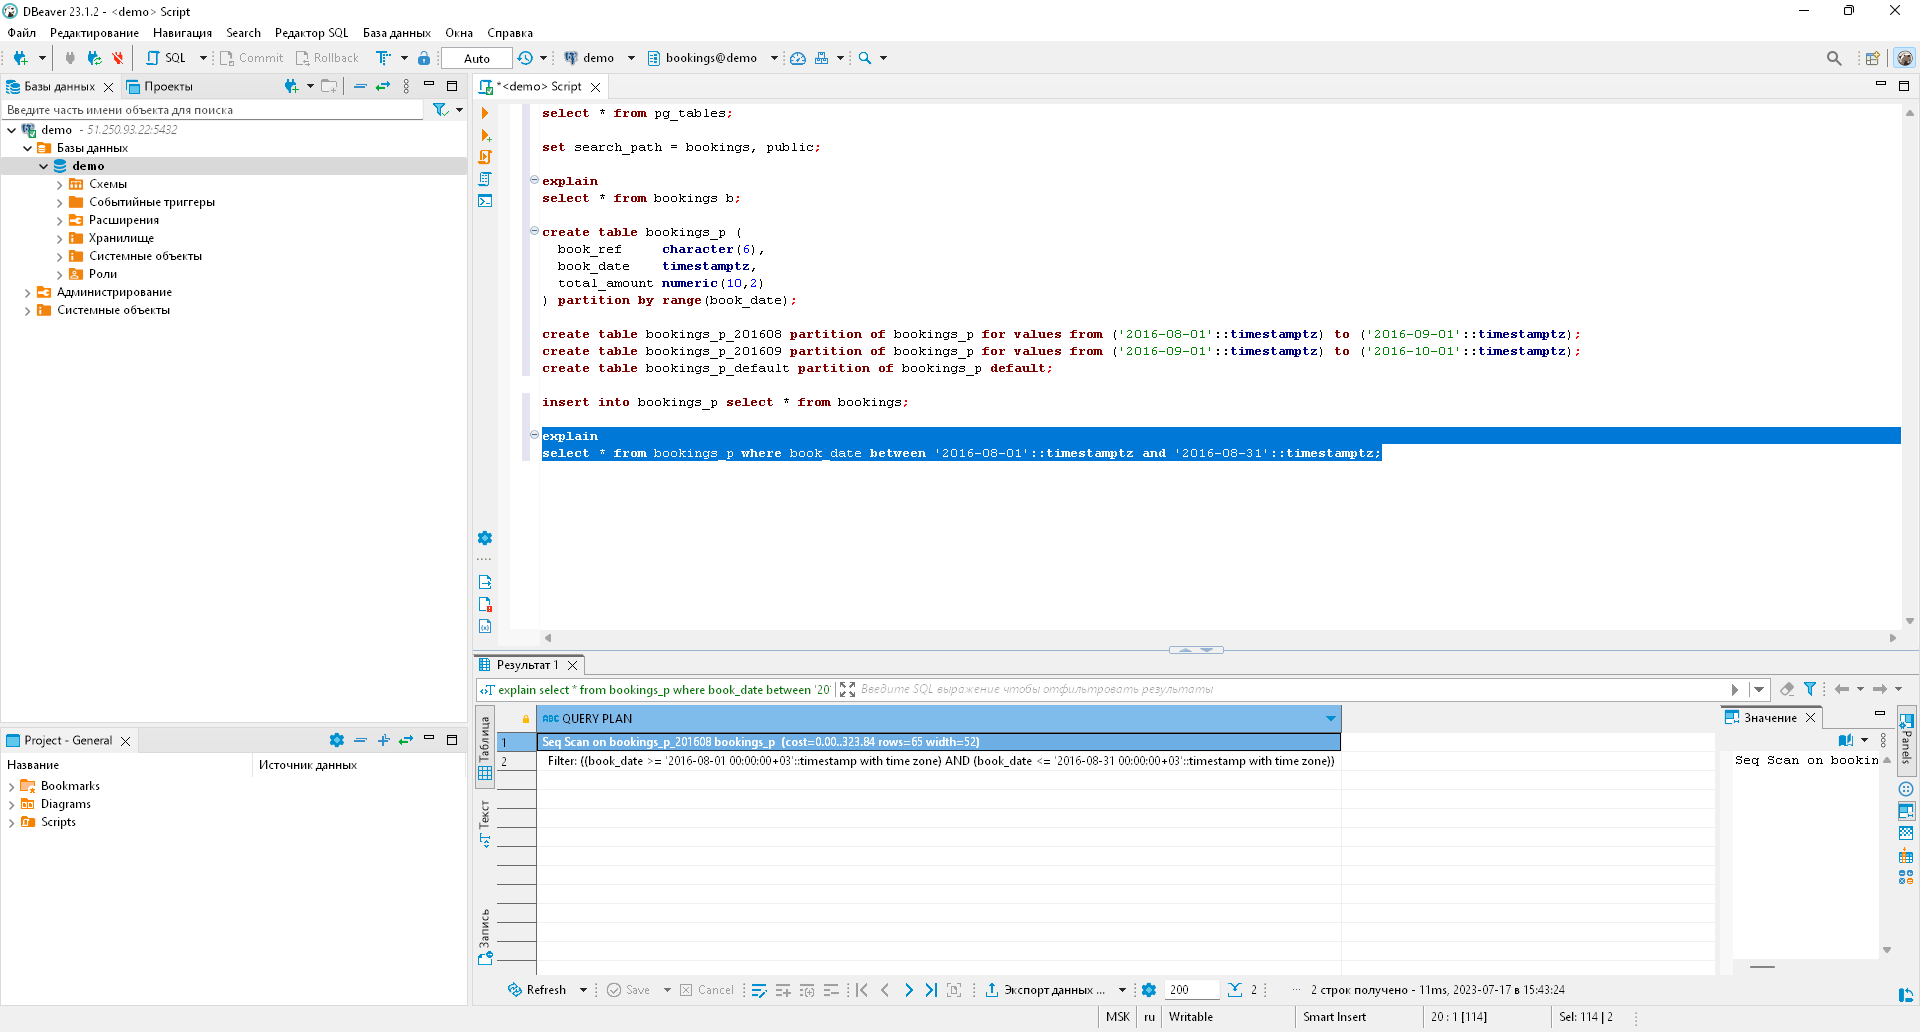 DBeaver 23.1.2 - <demo> Script
Файл Редактирование Навигация Search Редактор SQL База данных Окна Справка
SQL Commit Rollback Auto demo bookings@demo
Базы данных Проекты
Введите часть имени объекта для поиска
demo - 51.250.93.22:5432
Базы данных
demo
Схемы
Событийные триггеры
Расширения
Хранилище
Системные объекты
Роли
Администрирование
Системные объекты
Project - General
Название Источник данных
Bookmarks
Diagrams
Scripts
*<demo> Script
select * from pg_tables;
set search_path = bookings, public;
explain
select * from bookings b;
create table bookings_p (
book_ref character(6),
book_date timestamptz,
total_amount numeric(10,2)
) partition by range(book_date);
create table bookings_p_201608 partition of bookings_p for values from ('2016-08-01'::timestamptz) to ('2016-09-01'::timestamptz);
create table bookings_p_201609 partition of bookings_p for values from ('2016-09-01'::timestamptz) to ('2016-10-01'::timestamptz);
create table bookings_p_default partition of bookings_p default;
insert into bookings_p select * from bookings;
explain
select * from bookings_p where book_date between '2016-08-01'::timestamptz and '2016-08-31'::timestamptz;
Результат 1
explain select * from bookings_p where book_date between '20 Введите SQL выражение чтобы отфильтровать результаты
Таблица
Текст
Запись
ABC QUERY PLAN
1 Seq Scan on bookings_p_201608 bookings_p (cost=0.00..323.84 rows=65 width=52)
2 Filter: ((book_date >= '2016-08-01 00:00:00+03'::timestamp with time zone) AND (book_date <= '2016-08-31 00:00:00+03'::timestamp with time zone))
Значение
Seq Scan on bookin
Panels
Refresh Save Cancel Экспорт данных ... 200 2 2 строк получено - 11ms, 2023-07-17 в 15:43:24
MSK ru Writable Smart Insert 20 : 1 [114] Sel: 114 | 2